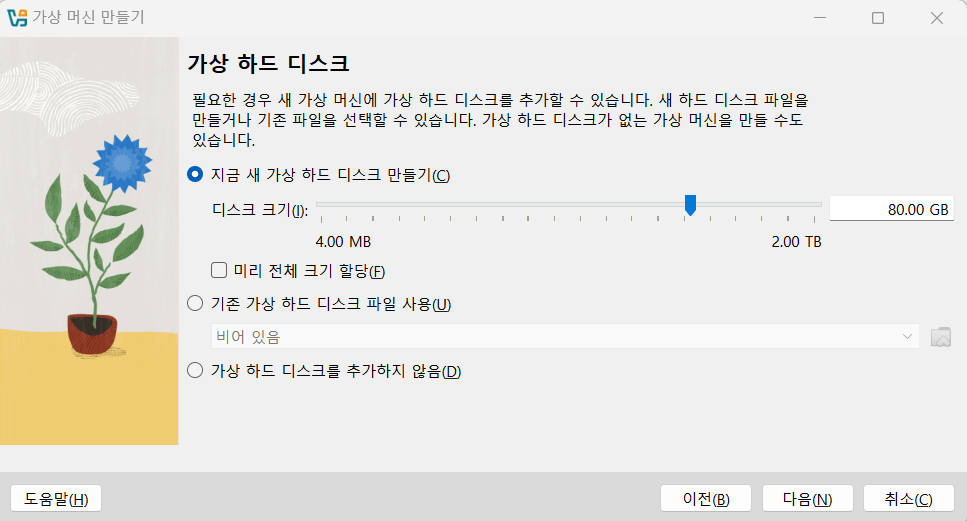 가상 머신 만들기
가상 하드 디스크
필요한 경우 새 가상 머신에 가상 하드 디스크를 추가할 수 있습니다. 새 하드 디스크 파일을
만들거나 기존 파일을 선택할 수 있습니다. 가상 하드 디스크가 없는 가상 머신을 만들 수도
있습니다.
지금 새 가상 하드 디스크 만들기(C)
디스크 크기(I): 80.00 GB
4.00 MB 2.00 TB
미리 전체 크기 할당(F)
기존 가상 하드 디스크 파일 사용(U)
비어 있음
가상 하드 디스크를 추가하지 않음(D)
도움말(H) 이전(B) 다음(N) 취소(C)